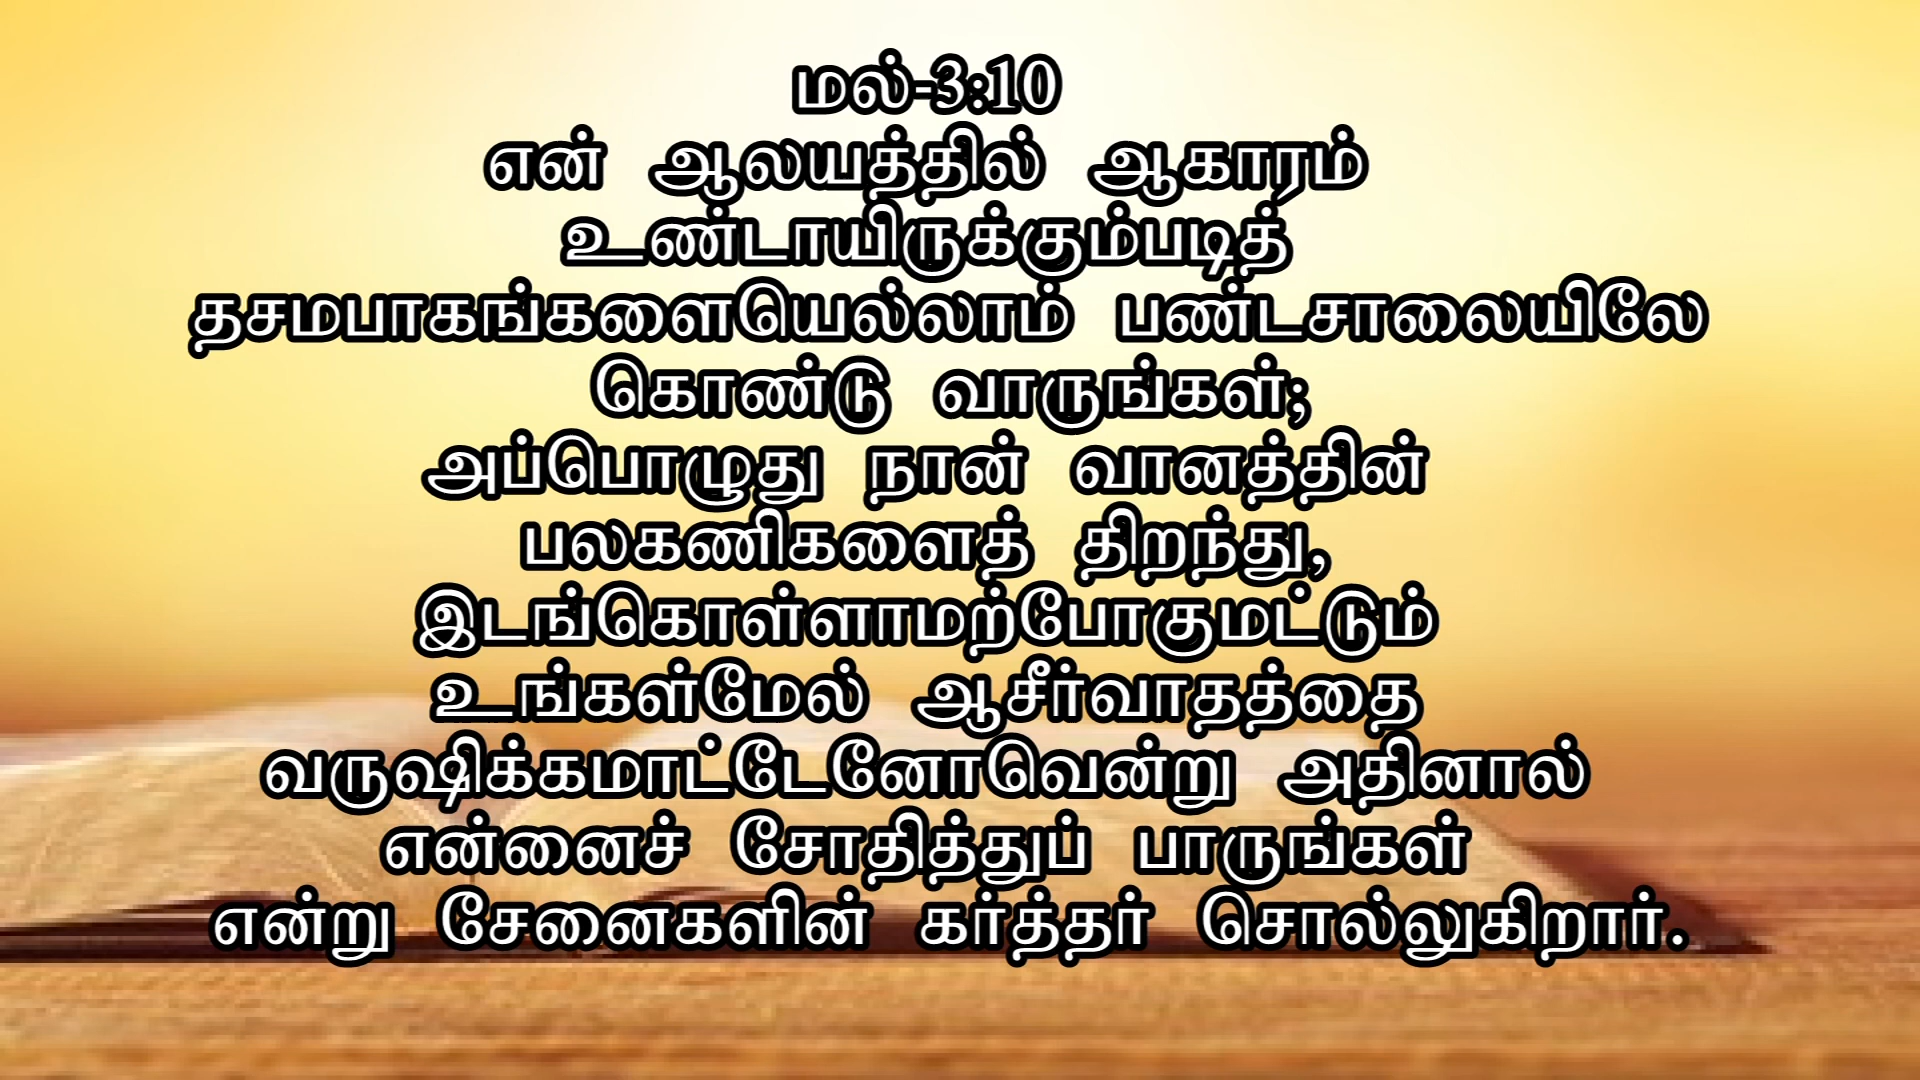 மல்-3:10
என் ஆலயத்தில் ஆகாரம்
உண்டாயிருக்கும்படித்
தசமபாகங்களையெல்லாம் பண்டசாலையிலே
கொண்டு வாருங்கள்;
அப்பொழுது நான் வானத்தின்
பலகணிகளைத் திறந்து,
இடங்கொள்ளாமற்போகுமட்டும்
உங்கள்மேல் ஆசீர்வாதத்தை
வருஷிக்கமாட்டேனோவென்று அதினால்
என்னைச் சோதித்துப் பாருங்கள்
என்று சேனைகளின் கர்த்தர் சொல்லுகிறார்.